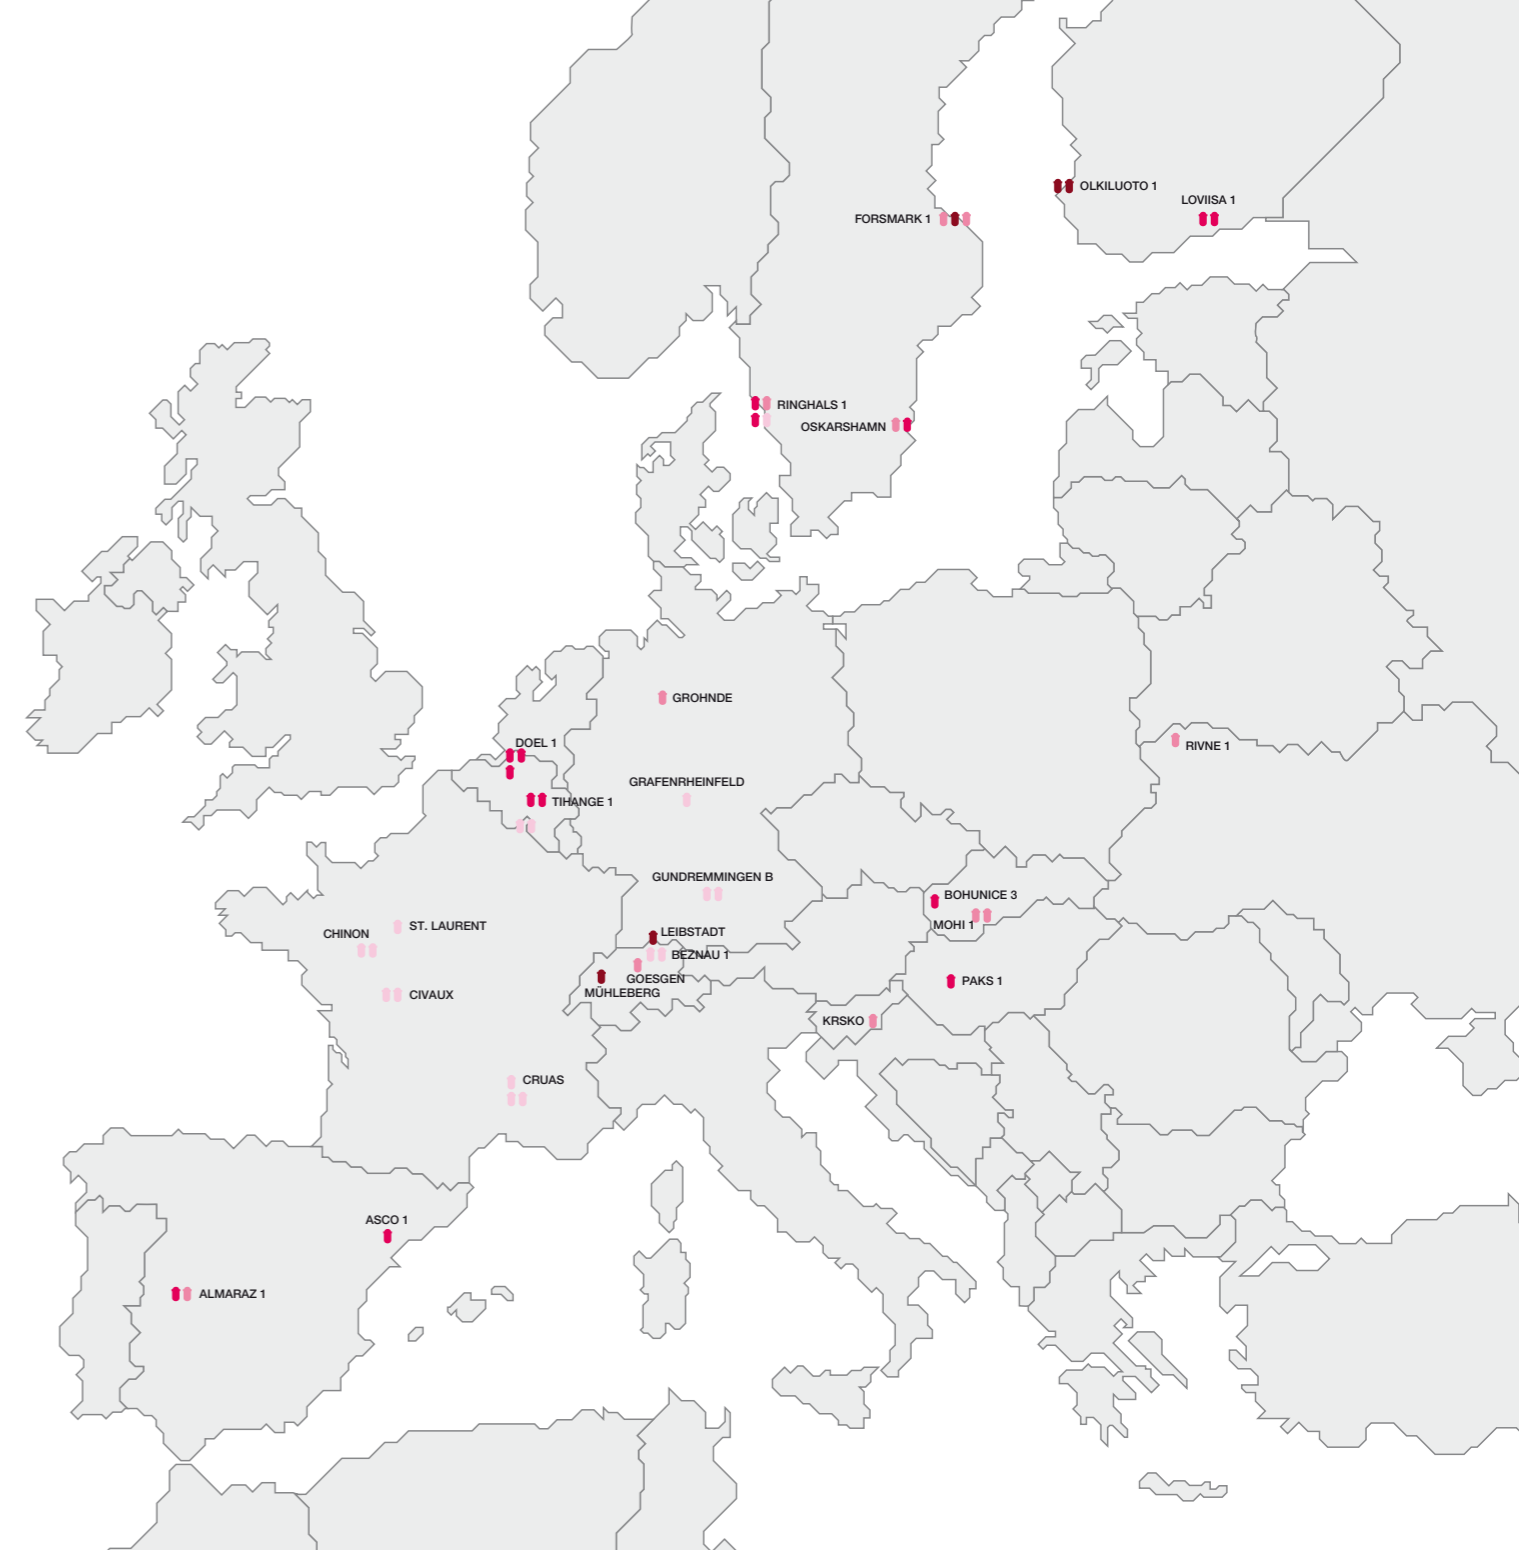 OLKILUOTO 1
LOVIISA 1
FORSMARK 1
RINGHALS 1
OSKARSHAMN
GROHNDE
DOEL 1
RIVNE 1
GRAFENRHEINFELD
TIHANGE 1
GUNDREMMINGEN B
BOHUNICE 3
MOHI 1
ST. LAURENT
CHINON
LEIBSTADT
BEZNAU 1
GOESGEN
MÜHLEBERG
PAKS 1
CIVAUX
KRSKO
CRUAS
ASCO 1
ALMARAZ 1